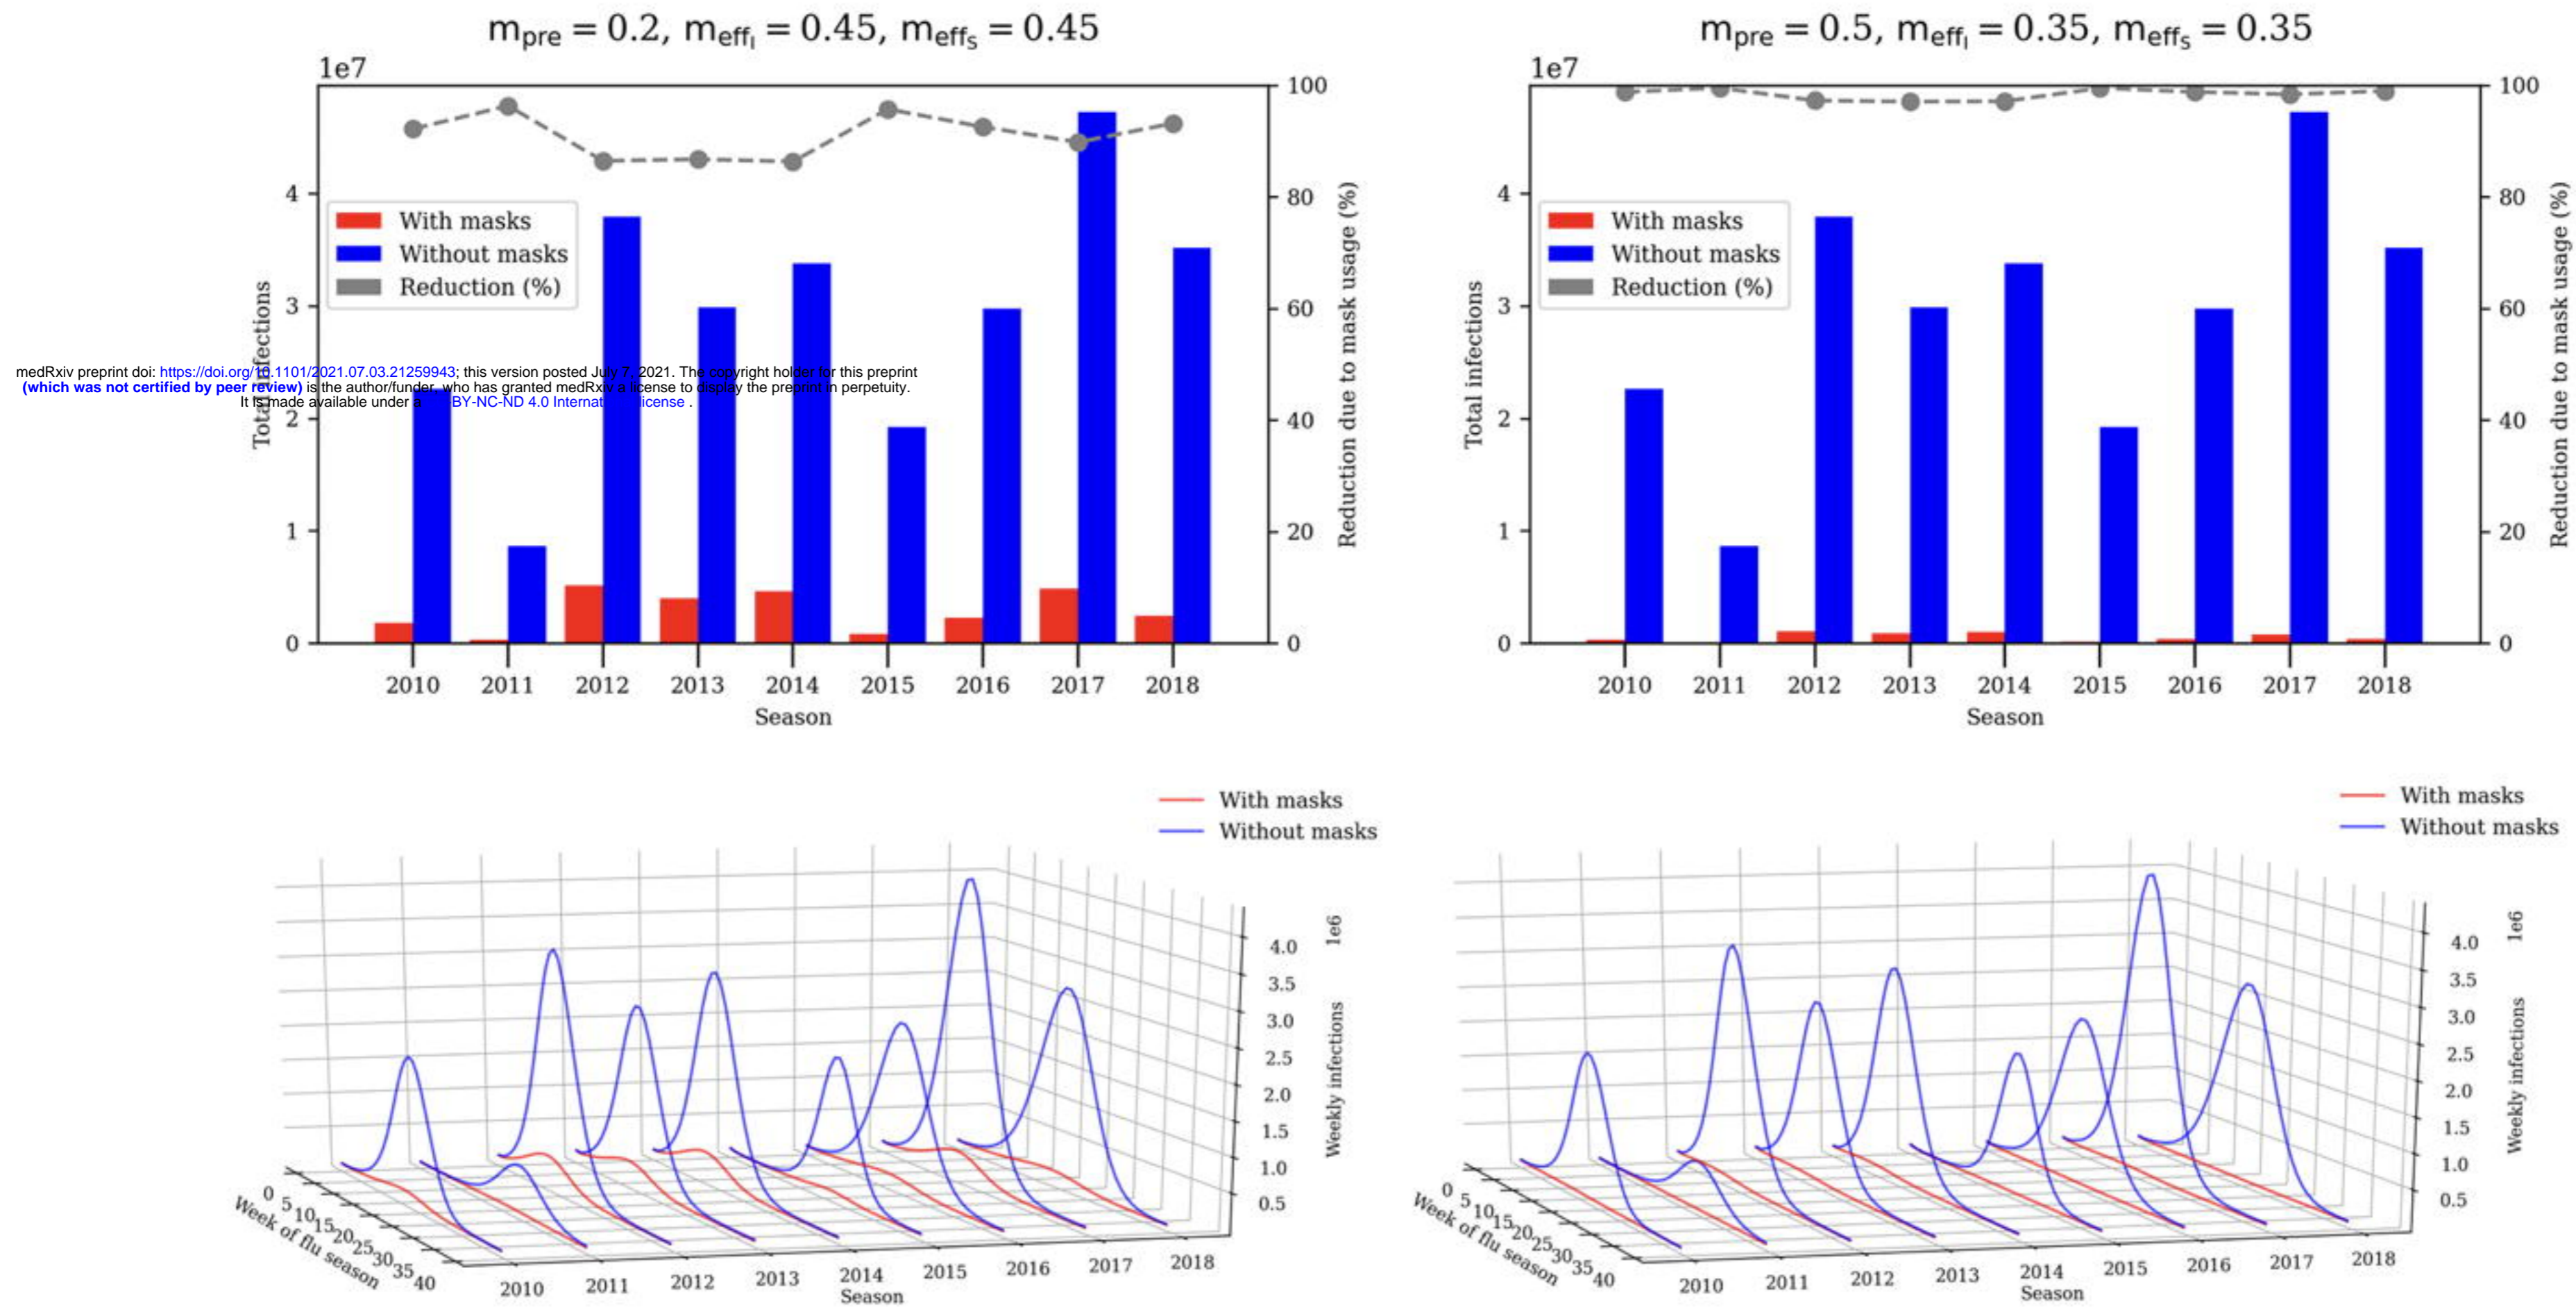 m_pre = 0.2, m_eff_I = 0.45, m_eff_S = 0.45
1e7
100
80
60
40
20
0
4
3
2
1
0
With masks
Without masks
Reduction (%)
Total infections
Reduction due to mask usage (%)
medRxiv preprint doi: https://doi.org/10.1101/2021.07.03.21259943; this version posted July 7, 2021. The copyright holder for this preprint
(which was not certified by peer review) is the author/funder, who has granted medRxiv a license to display the preprint in perpetuity.
It is made available under a BY-NC-ND 4.0 International license .
2010 2011 2012 2013 2014 2015 2016 2017 2018
Season
m_pre = 0.5, m_eff_I = 0.35, m_eff_S = 0.35
1e7
100
80
60
40
20
0
4
3
2
1
0
With masks
Without masks
Reduction (%)
Total infections
Reduction due to mask usage (%)
2010 2011 2012 2013 2014 2015 2016 2017 2018
Season
With masks
Without masks
1e6
4.0
3.5
3.0
2.5
2.0
1.5
1.0
0.5
Weekly infections
0 5 10 15 20 25 30 35 40
Week of flu season
2010 2011 2012 2013 2014 2015 2016 2017 2018
Season
With masks
Without masks
1e6
4.0
3.5
3.0
2.5
2.0
1.5
1.0
0.5
Weekly infections
0 5 10 15 20 25 30 35 40
Week of flu season
2010 2011 2012 2013 2014 2015 2016 2017 2018
Season